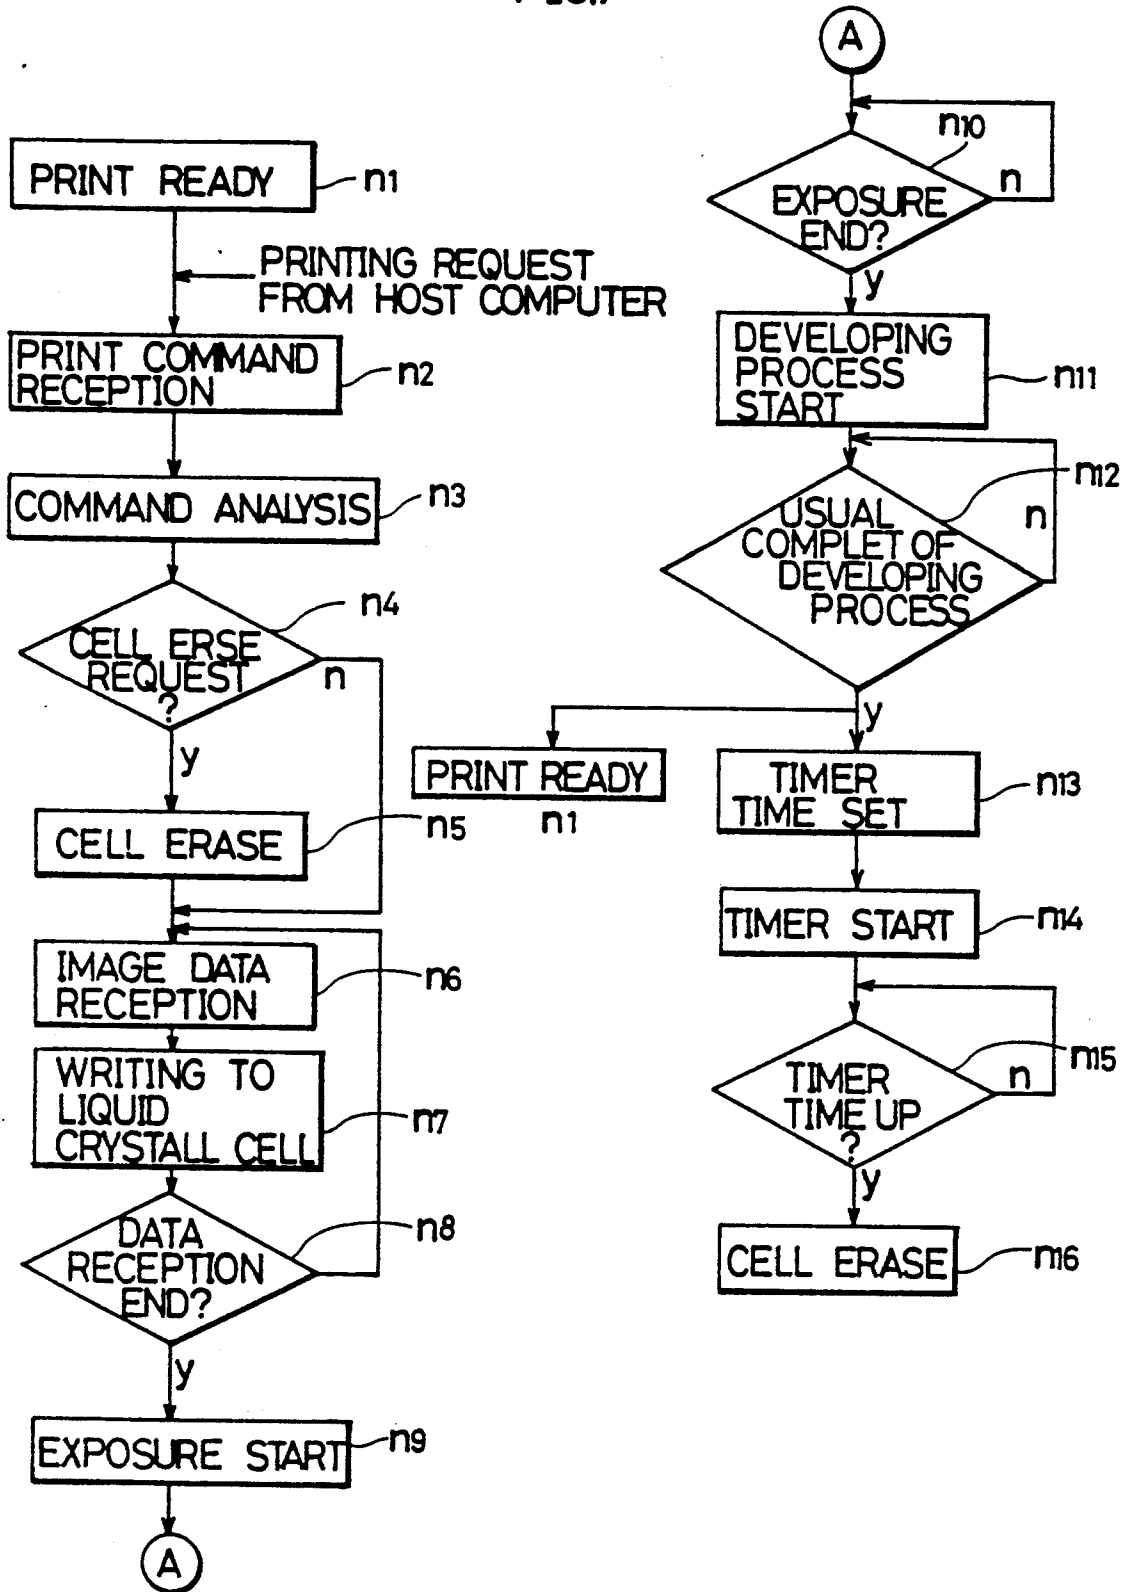 PRINT READY
n1
PRINTING REQUEST
FROM HOST COMPUTER
PRINT COMMAND
RECEPTION
n2
COMMAND ANALYSIS
n3
CELL ERSE
REQUEST
?
n4
n
y
CELL ERASE
n5
IMAGE DATA
RECEPTION
n6
WRITING TO
LIQUID
CRYSTALL CELL
n7
DATA
RECEPTION
END?
n8
y
EXPOSURE START
n9
A
A
n10
EXPOSURE
END?
n
y
DEVELOPING
PROCESS
START
n11
n12
USUAL
COMPLET OF
DEVELOPING
PROCESS
n
y
PRINT READY
n1
TIMER
TIME SET
n13
TIMER START
n14
TIMER
TIME UP
?
n15
n
y
CELL ERASE
n16